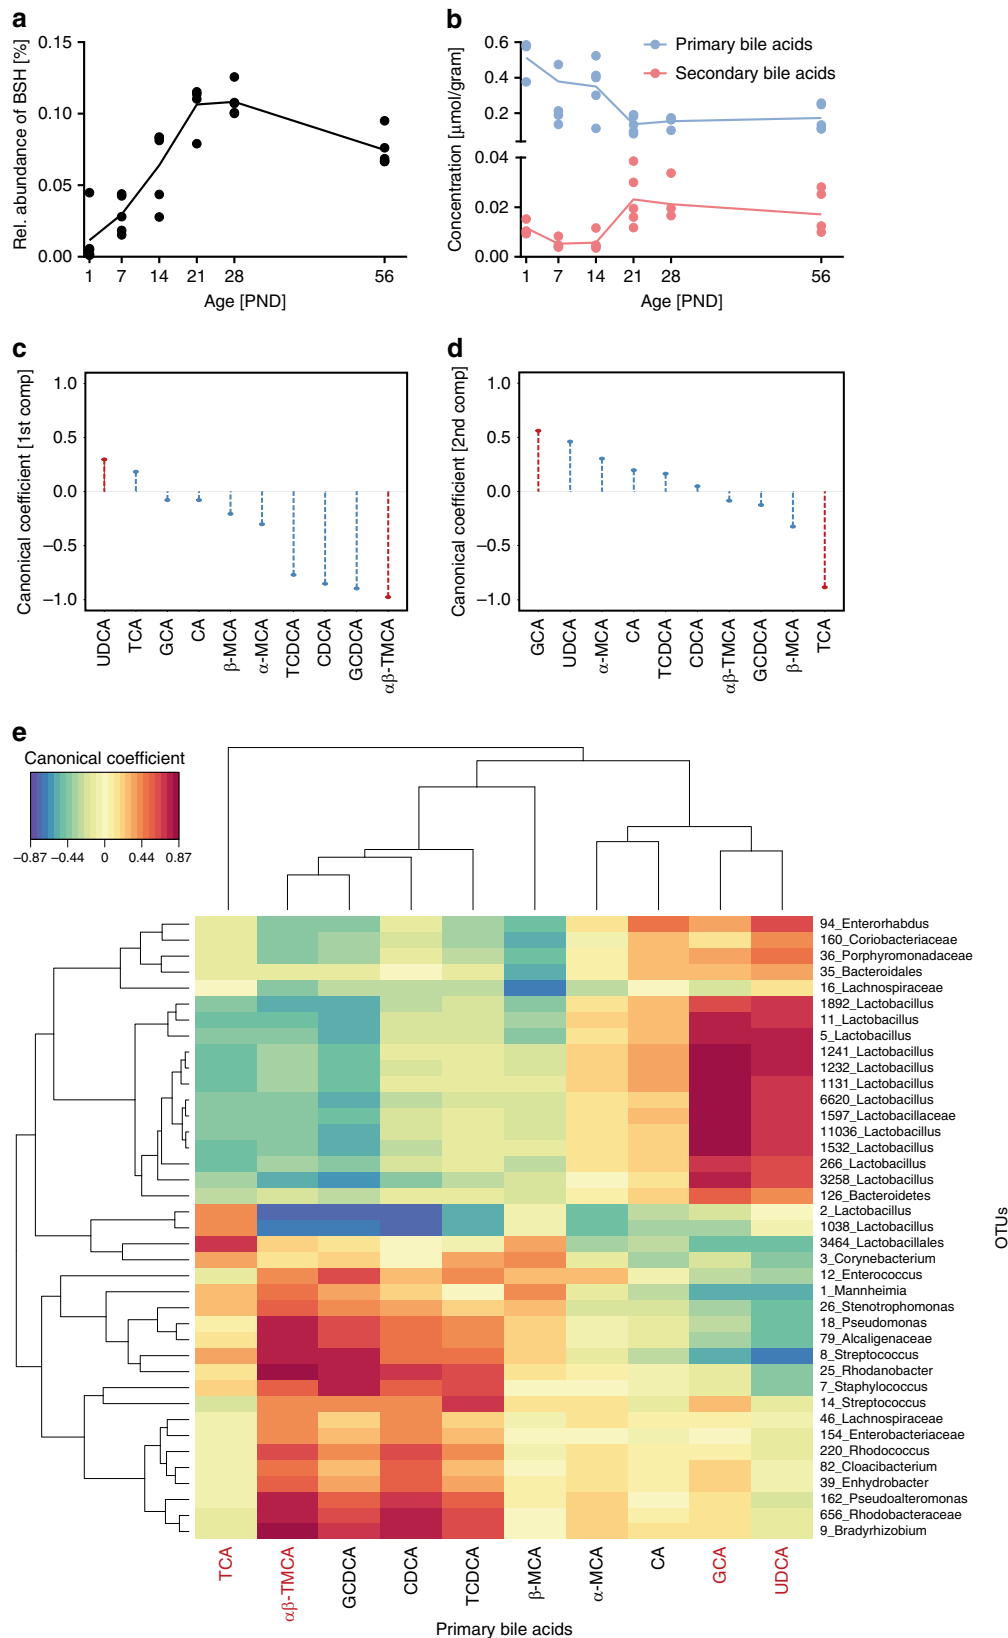 a
0.15
0.10
0.05
0.00
Rel. abundance of BSH [%]
1 7 14 21 28 56
Age [PND]
b
Primary bile acids
Secondary bile acids
0.6
0.4
0.2
0.04
0.02
0.00
Concentration [μmol/gram]
1 7 14 21 28 56
Age [PND]
c
1.0
0.5
0.0
−0.5
−1.0
Canonical coefficient [1st comp]
UDCA
TCA
GCA
CA
β-MCA
α-MCA
TCDCA
CDCA
GCDCA
αβ-TMCA
d
1.0
0.5
0.0
−0.5
−1.0
Canonical coefficient [2nd comp]
GCA
UDCA
α-MCA
CA
TCDCA
CDCA
αβ-TMCA
GCDCA
β-MCA
TCA
e
Canonical coefficient
−0.87 −0.44 0 0.44 0.87
94_Enterorhabdus
160_Coriobacteriaceae
36_Porphyromonadaceae
35_Bacteroidales
16_Lachnospiraceae
1892_Lactobacillus
11_Lactobacillus
5_Lactobacillus
1241_Lactobacillus
1232_Lactobacillus
1131_Lactobacillus
6620_Lactobacillus
1597_Lactobacillaceae
11036_Lactobacillus
1532_Lactobacillus
266_Lactobacillus
3258_Lactobacillus
126_Bacteroidetes
2_Lactobacillus
1038_Lactobacillus
3464_Lactobacillales
3_Corynebacterium
12_Enterococcus
1_Mannheimia
26_Stenotrophomonas
18_Pseudomonas
79_Alcaligenaceae
8_Streptococcus
25_Rhodanobacter
7_Staphylococcus
14_Streptococcus
46_Lachnospiraceae
154_Enterobacteriaceae
220_Rhodococcus
82_Cloacibacterium
39_Enhydrobacter
162_Pseudoalteromonas
656_Rhodobacteraceae
9_Bradyrhizobium
OTUs
TCA
αβ-TMCA
GCDCA
CDCA
TCDCA
β-MCA
α-MCA
CA
GCA
UDCA
Primary bile acids